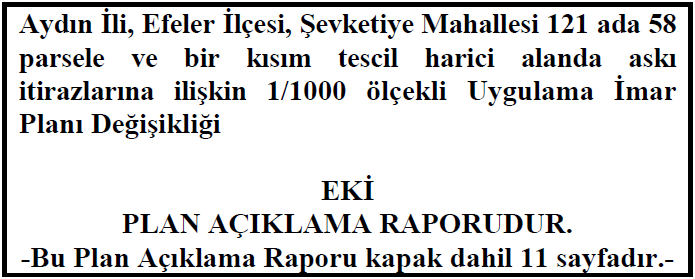 Aydın İli, Efeler İlçesi, Şevketiye Mahallesi 121 ada 58
parsele ve bir kısım tescil harici alanda askı
itirazlarına ilişkin 1/1000 ölçekli Uygulama İmar
Planı Değişikliği
EKİ
PLAN AÇIKLAMA RAPORUDUR.
-Bu Plan Açıklama Raporu kapak dahil 11 sayfadır.-